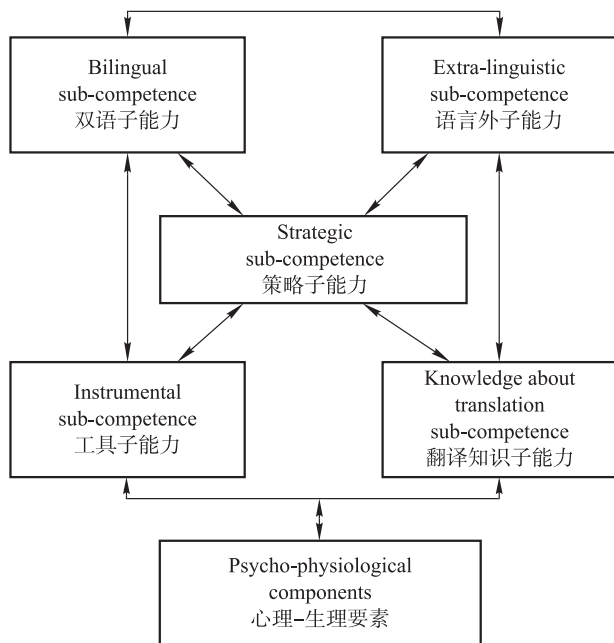 Bilingual
sub-competence
双语子能力
Extra-linguistic
sub-competence
语言外子能力
Strategic
sub-competence
策略子能力
Instrumental
sub-competence
工具子能力
Knowledge about
translation
sub-competence
翻译知识子能力
Psycho-physiological
components
心理–生理要素